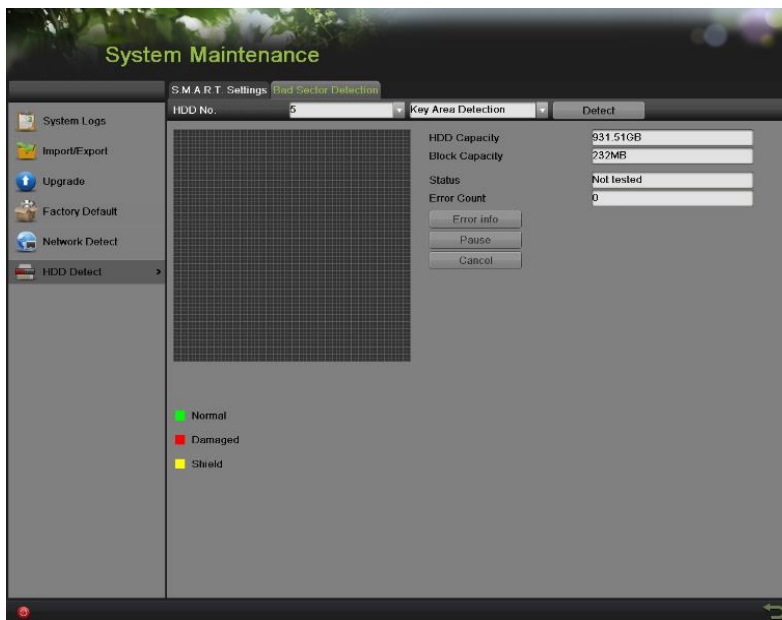 System Maintenance
S.M.A.R.T. Settings Bad Sector Detection
HDD No. 5 Key Area Detection Detect
System Logs
Import/Export
Upgrade
Factory Default
Network Detect
HDD Detect >
HDD Capacity 931.51GB
Block Capacity 232MB
Status Not tested
Error Count 0
Error info
Pause
Cancel
Normal
Damaged
Shield